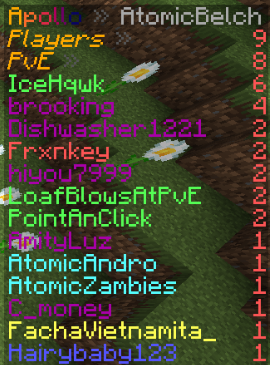 Apollo » AtomicBelch
Players » 9
PvE 8
IceHqwk 6
brooking 4
Dishwasher1221 2
Frxnkey 2
hiyou7999 2
LoafBlowsAtPvE 2
PointAnClick 2
AmityLuz 1
AtomicAndro 1
AtomicZambies 1
C_money 1
FachaVietnamita_ 1
Hairybaby123 1